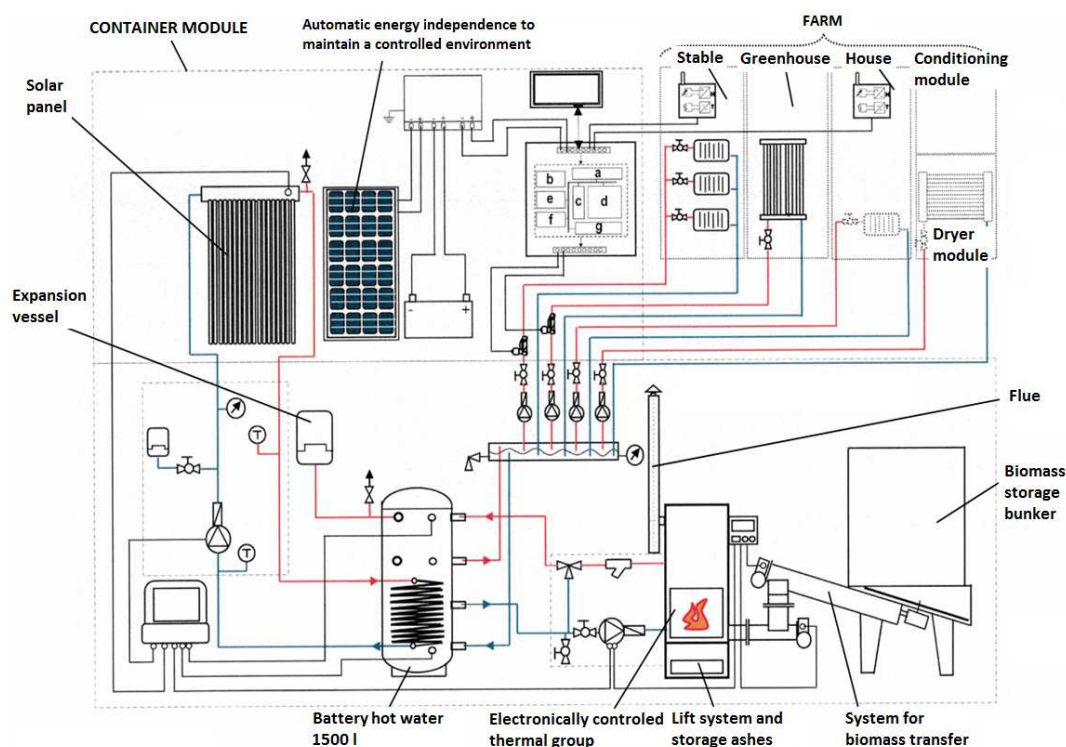 CONTAINER MODULE
Automatic energy independence to
maintain a controlled environment
FARM
Stable
Greenhouse
House
Conditioning
module
Solar
panel
b
a
e
c
d
f
g
Dryer
module
Expansion
vessel
-
+
T
T
Flue
Biomass
storage
bunker
Battery hot water
1500 l
Electronically controled
thermal group
Lift system and
storage ashes
System for
biomass transfer